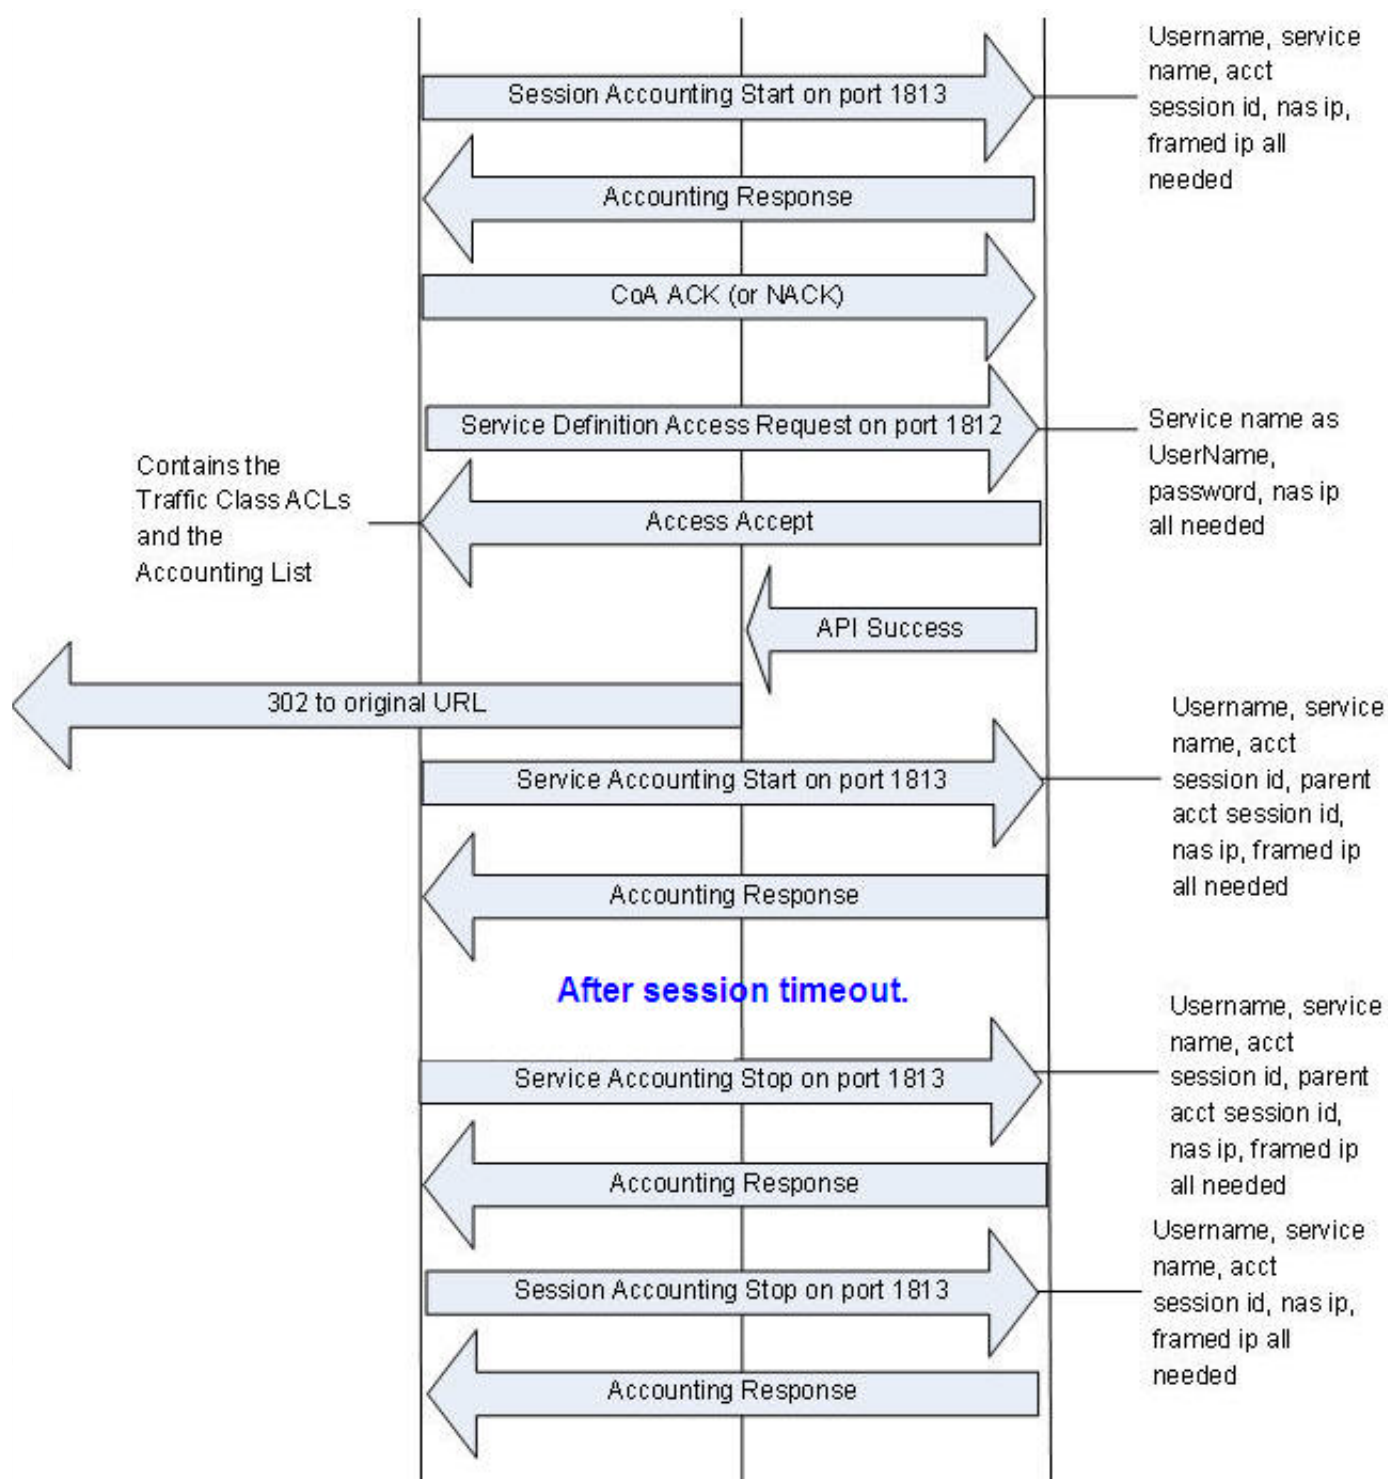 Username, service
name, acct
session id, nas ip,
framed ip all
needed
Session Accounting Start on port 1813
Accounting Response
CoA ACK (or NACK)
Service Definition Access Request on port 1812
Service name as
UserName,
password, nas ip
all needed
Contains the
Traffic Class ACLs
and the
Accounting List
Access Accept
API Success
302 to original URL
Username, service
name, acct
session id, parent
acct session id,
nas ip, framed ip
all needed
Service Accounting Start on port 1813
Accounting Response
After session timeout.
Username, service
name, acct
session id, parent
acct session id,
nas ip, framed ip
all needed
Service Accounting Stop on port 1813
Accounting Response
Username, service
name, acct
session id, nas ip,
framed ip all
needed
Session Accounting Stop on port 1813
Accounting Response